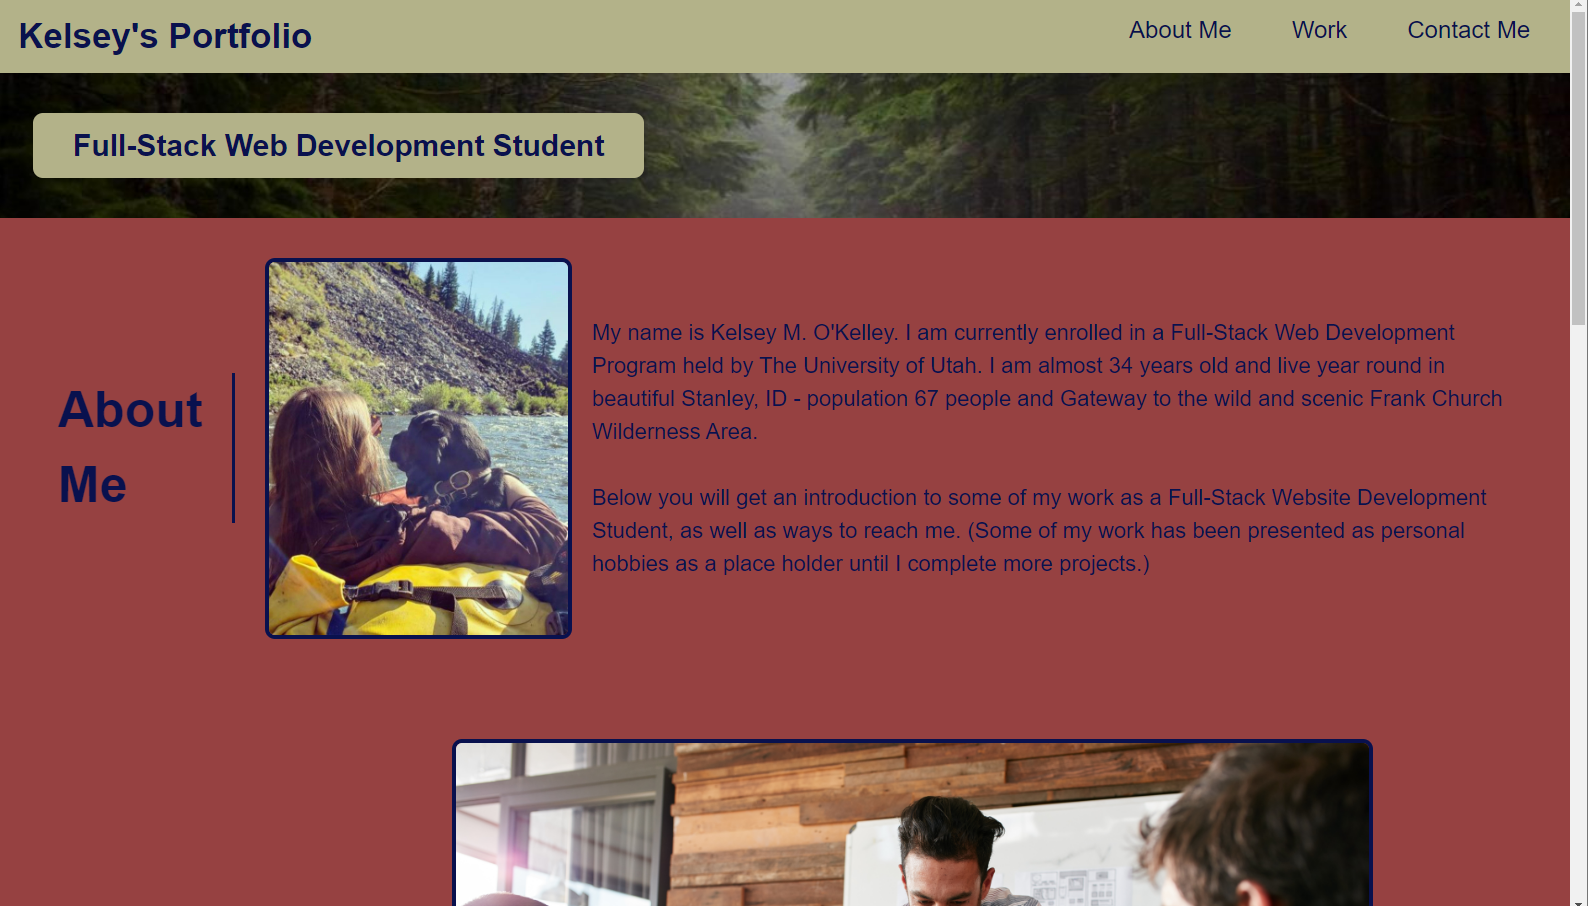 Kelsey's Portfolio
About Me
Work
Contact Me
Full-Stack Web Development Student
About
Me
My name is Kelsey M. O'Kelley. I am currently enrolled in a Full-Stack Web Development
Program held by The University of Utah. I am almost 34 years old and live year round in
beautiful Stanley, ID - population 67 people and Gateway to the wild and scenic Frank Church
Wilderness Area.
Below you will get an introduction to some of my work as a Full-Stack Website Development
Student, as well as ways to reach me. (Some of my work has been presented as personal
hobbies as a place holder until I complete more projects.)